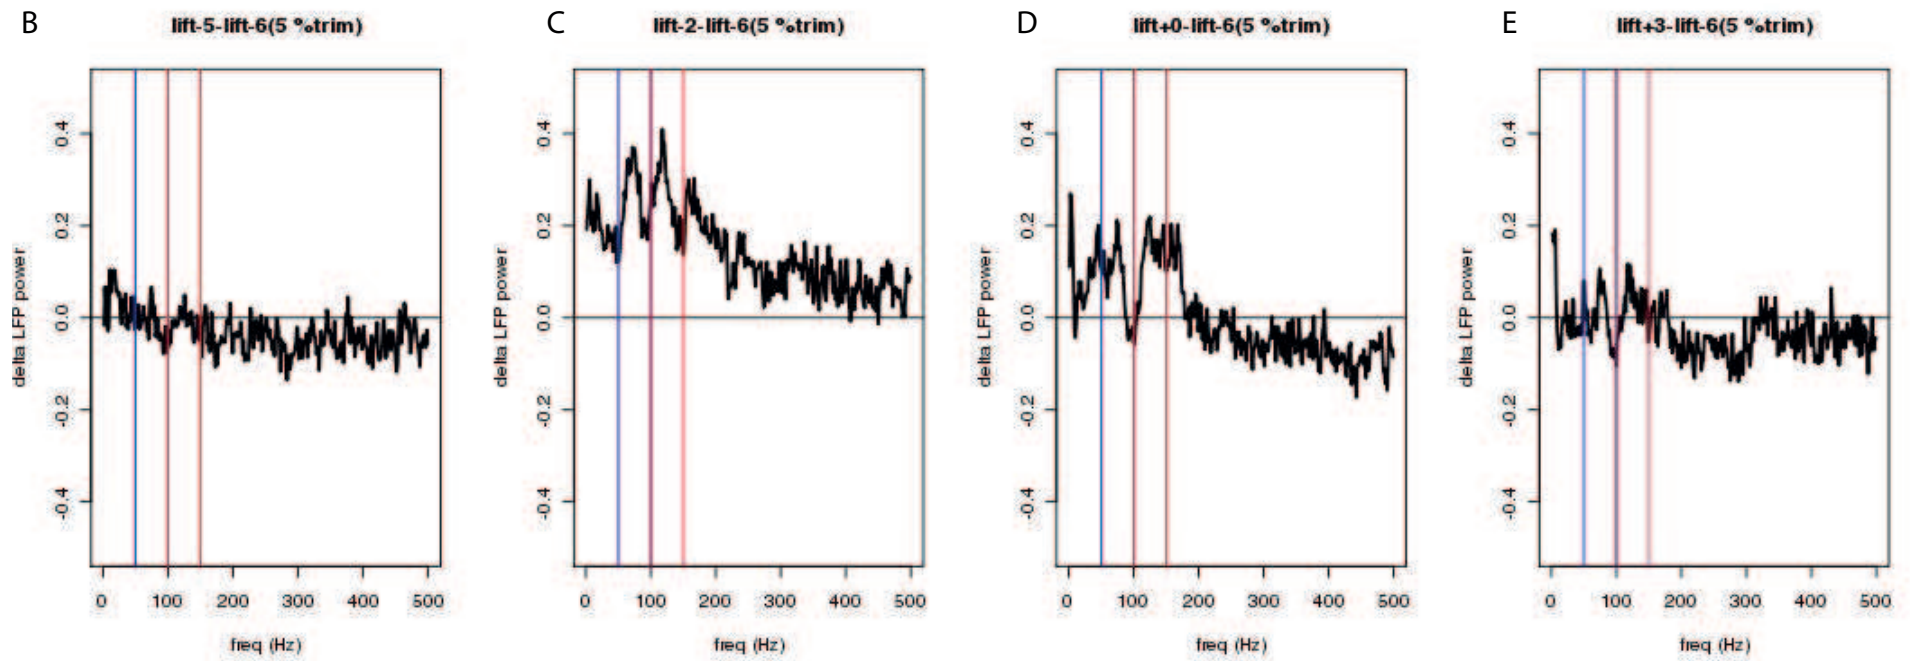 B
lift-5-lift-6(5 %trim)
delta LFP power
0.4
0.2
0.0
-0.2
-0.4
0 100 200 300 400 500
freq (Hz)
C
lift-2-lift-6(5 %trim)
delta LFP power
0.4
0.2
0.0
-0.2
-0.4
0 100 200 300 400 500
freq (Hz)
D
lift+0-lift-6(5 %trim)
delta LFP power
0.4
0.2
0.0
-0.2
-0.4
0 100 200 300 400 500
freq (Hz)
E
lift+3-lift-6(5 %trim)
delta LFP power
0.4
0.2
0.0
-0.2
-0.4
0 100 200 300 400 500
freq (Hz)